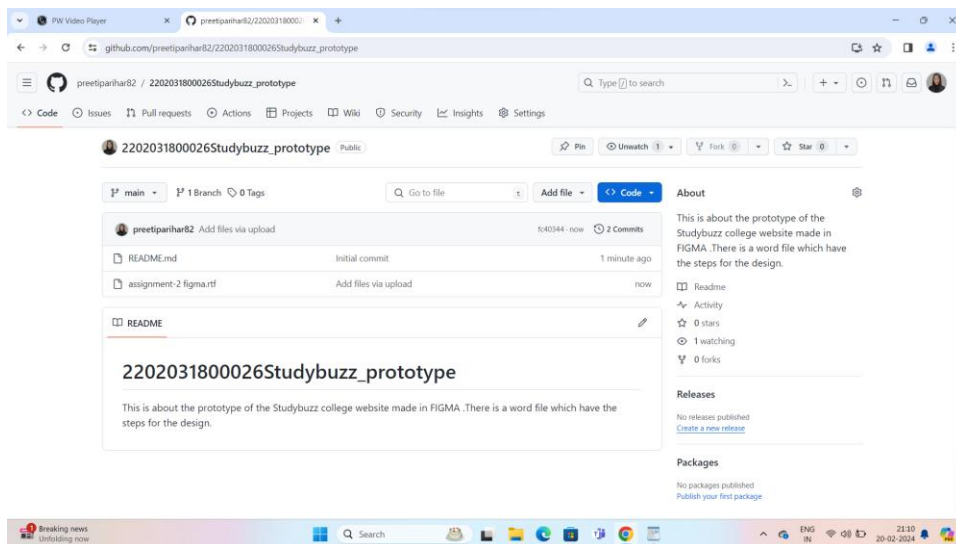 PW Video Player
preetiparihar82/2202031800026
github.com/preetiparihar82/2202031800026Studybuzz_prototype
preetiparihar82 / 2202031800026Studybuzz_prototype
Type / to search
Code Issues Pull requests Actions Projects Wiki Security Insights Settings
2202031800026Studybuzz_prototype Public
Pin Unwatch 1 Fork 0 Star 0
main 1 Branch 0 Tags Go to file t Add file Code
preetiparihar82 Add files via upload fc40344 · now 2 Commits
README.md Initial commit 1 minute ago
assignment-2 figma.rtf Add files via upload now
README
2202031800026Studybuzz_prototype
This is about the prototype of the Studybuzz college website made in FIGMA .There is a word file which have the
steps for the design.
About
This is about the prototype of the
Studybuzz college website made in
FIGMA .There is a word file which have
the steps for the design.
Readme
Activity
0 stars
1 watching
0 forks
Releases
No releases published
Create a new release
Packages
No packages published
Publish your first package
1
Breaking news
Unfolding now
Search
ENG
IN
21:10
20-02-2024